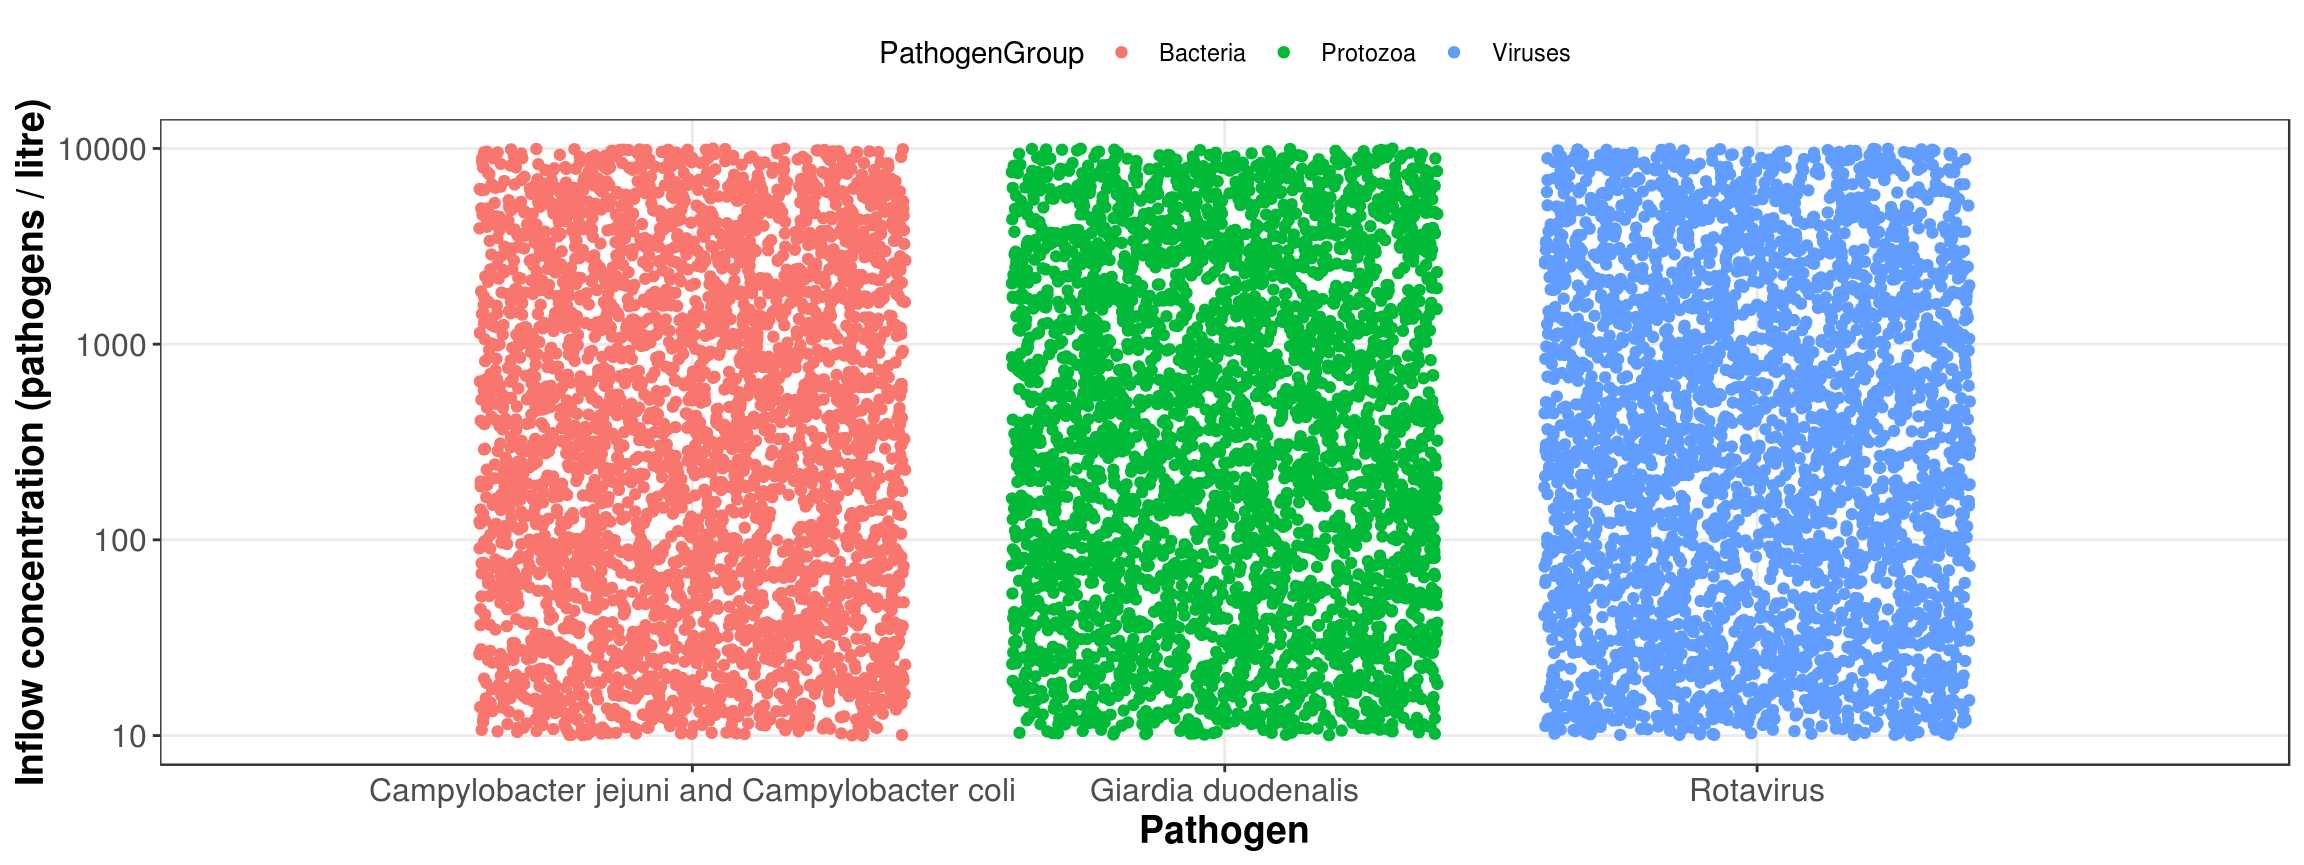 PathogenGroup Bacteria Protozoa Viruses
Inflow concentration (pathogens / litre)
10000
1000
100
10
Campylobacter jejuni and Campylobacter coli Giardia duodenalis Rotavirus
Pathogen